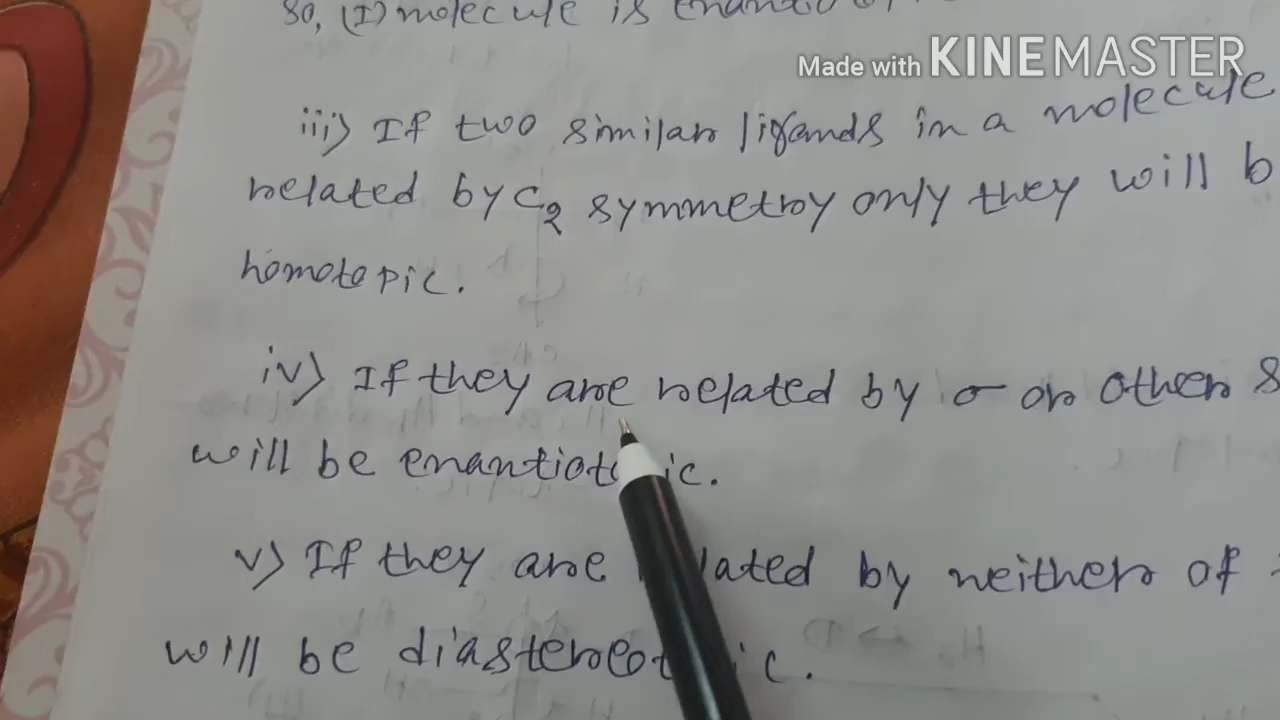 so, (I) molecule is
Made with KINEMASTER
iii) If two similar ligands in a molecule
related by C2 symmetry only they will b
homotopic.
iv) If they are related by σ or other s
will be enantiot ic.
v) If they are lated by neither of
will be diastereot ic.